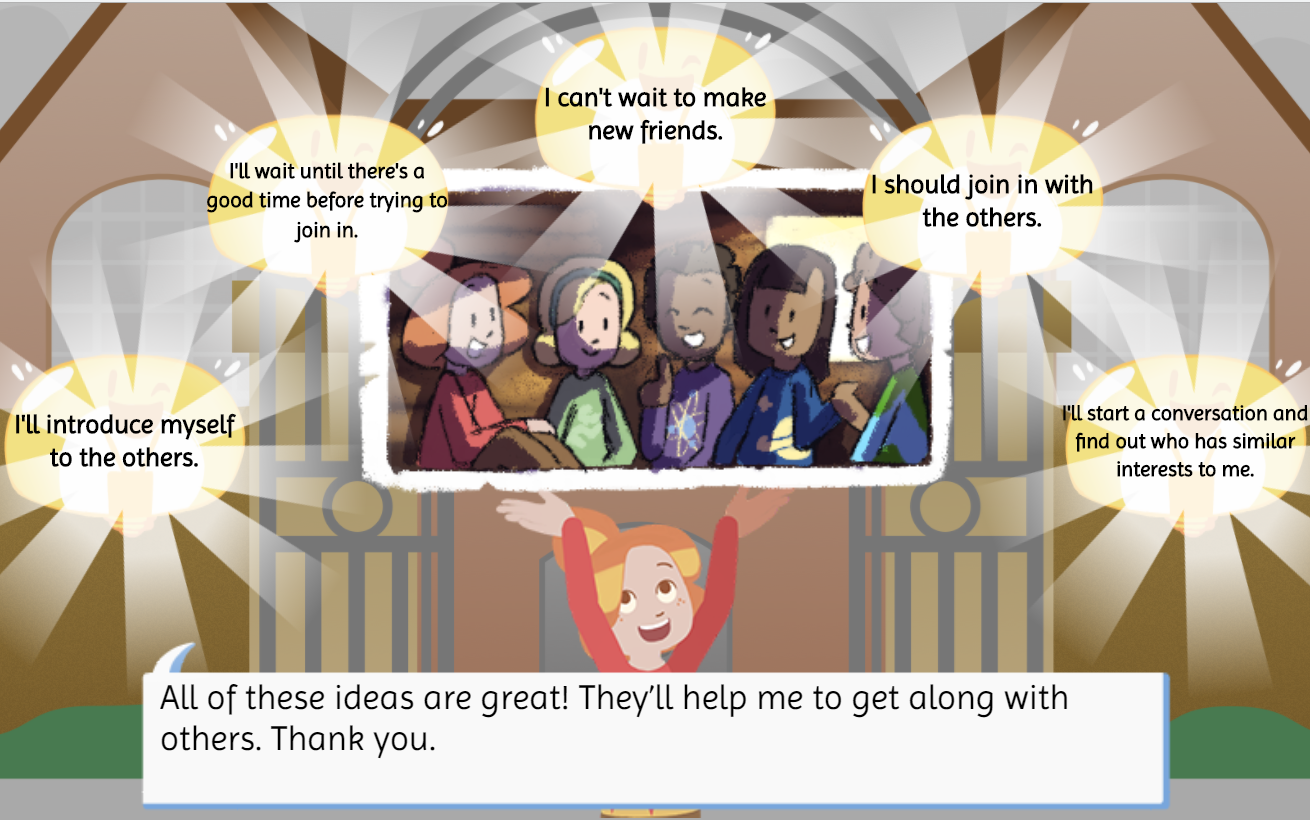 I can't wait to make
new friends.
I'll wait until there's a
good time before trying to
join in.
I should join in with
the others.
I'll introduce myself
to the others.
I'll start a conversation and
find out who has similar
interests to me.
All of these ideas are great! They’ll help me to get along with
others. Thank you.